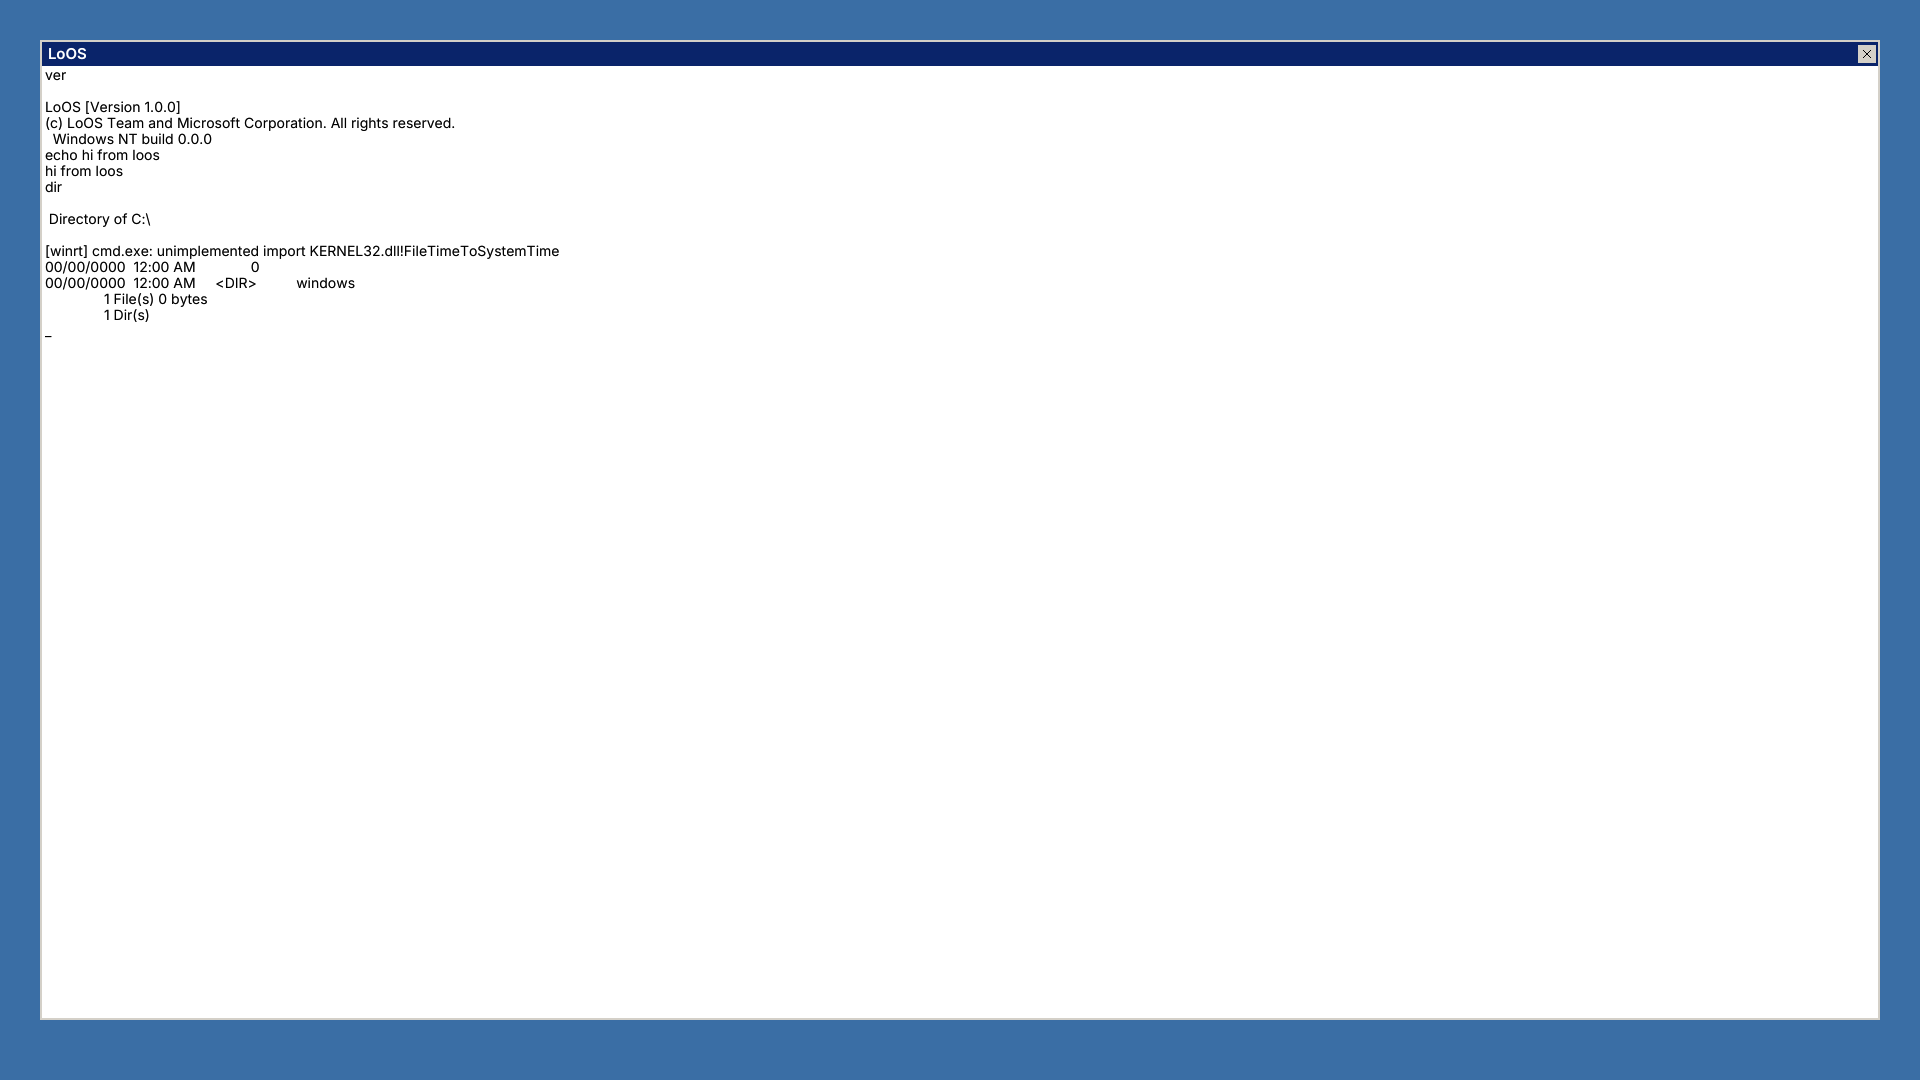 LoOS
ver
LoOS [Version 1.0.0]
(c) LoOS Team and Microsoft Corporation. All rights reserved.
  Windows NT build 0.0.0
echo hi from loos
hi from loos
dir
 Directory of C:\
[winrt] cmd.exe: unimplemented import KERNEL32.dll!FileTimeToSystemTime
00/00/0000  12:00 AM              0
00/00/0000  12:00 AM     <DIR>          windows
               1 File(s) 0 bytes
               1 Dir(s)
_